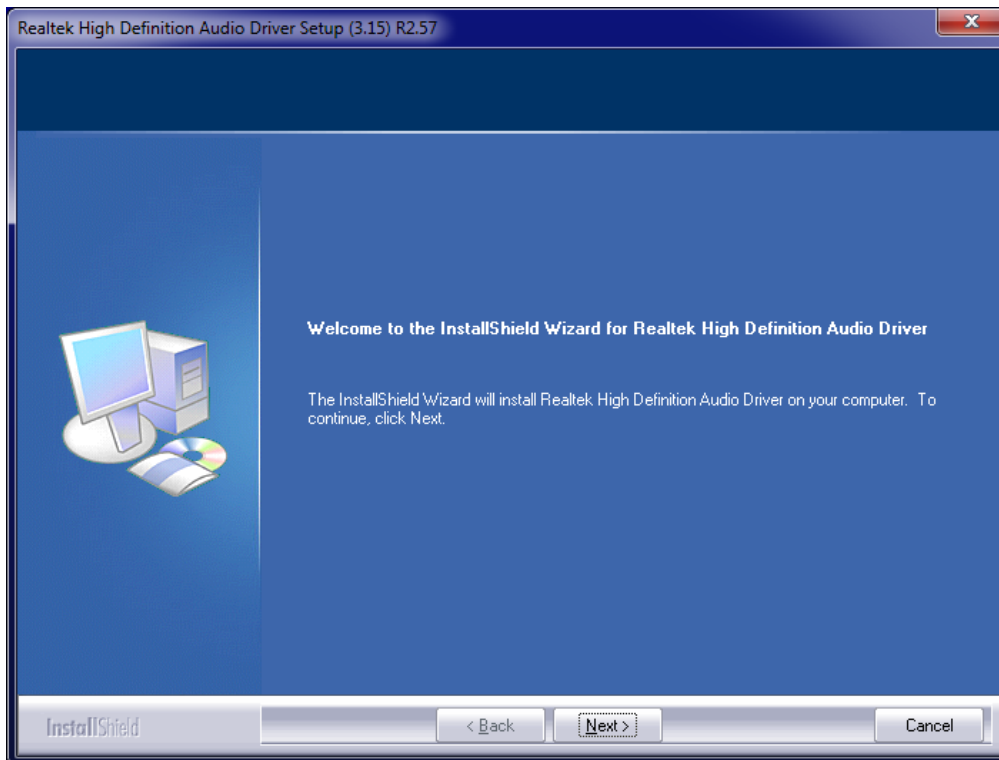 Realtek High Definition Audio Driver Setup (3.15) R2.57
Welcome to the InstallShield Wizard for Realtek High Definition Audio Driver
The InstallShield Wizard will install Realtek High Definition Audio Driver on your computer.  To
continue, click Next.
InstallShield
< Back
Next >
Cancel